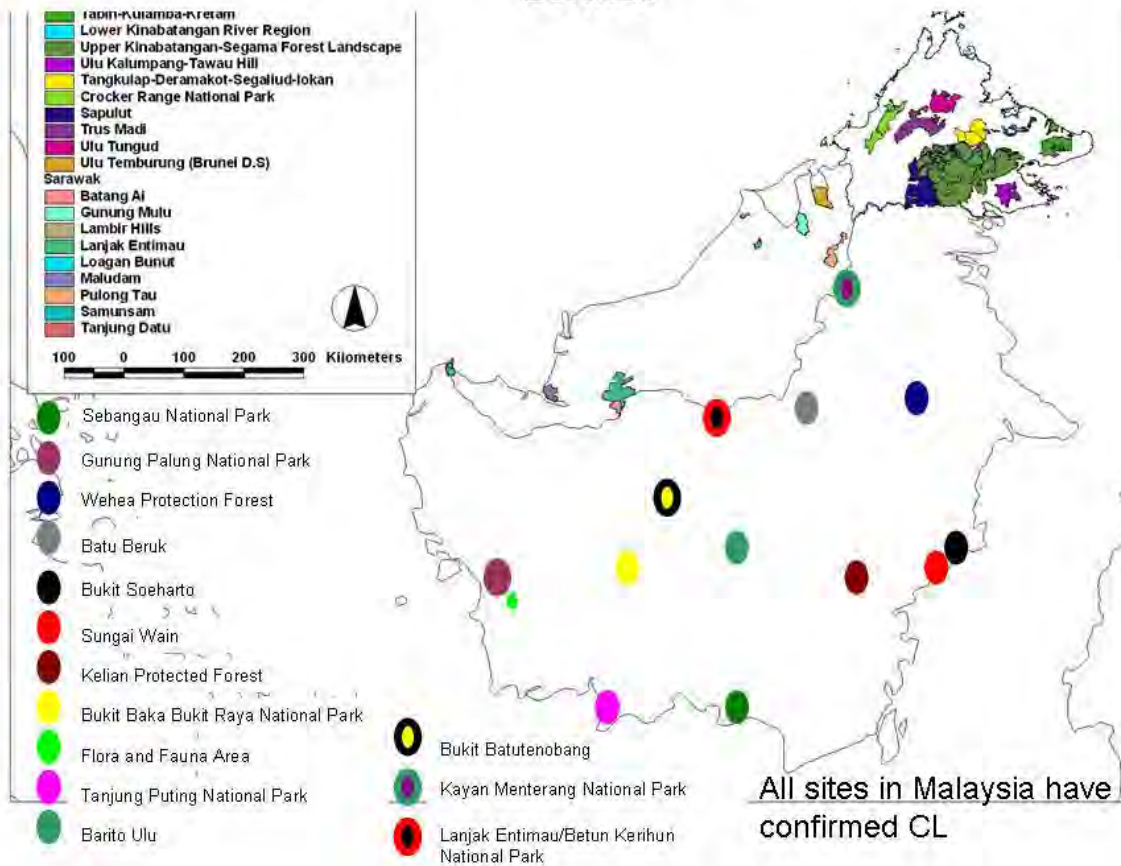 Tabin-Kulamba-Kretam
Lower Kinabatangan River Region
Upper Kinabatangan-Segama Forest Landscape
Ulu Kalumpang-Tawau Hill
Tangkulap-Deramakot-Segaliud-lokan
Crocker Range National Park
Sapulut
Trus Madi
Ulu Tungud
Ulu Temburung (Brunei D.S)
Sarawak
Batang Ai
Gunung Mulu
Lambir Hills
Lanjak Entimau
Loagan Bunut
Maludam
Pulong Tau
Samunsam
Tanjung Datu
100 0 100 200 300 Kilometers
Sebangau National Park
Gunung Palung National Park
Wehea Protection Forest
Batu Beruk
Bukit Soeharto
Sungai Wain
Kelian Protected Forest
Bukit Baka Bukit Raya National Park
Flora and Fauna Area
Tanjung Puting National Park
Barito Ulu
Bukit Batutenobang
Kayan Menterang National Park
Lanjak Entimau/Betun Kerihun
National Park
All sites in Malaysia have
confirmed CL